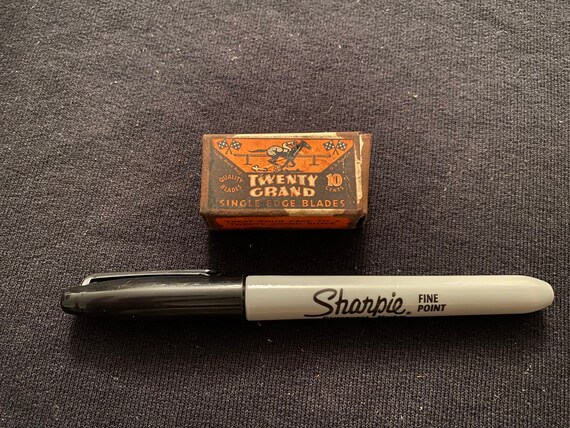 QUALITY
BLADES
TWENTY
GRAND
10
CENTS
SINGLE EDGE BLADES
Sharpie.
FINE
POINT